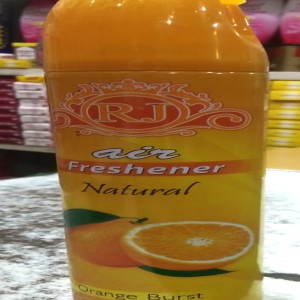 RJ
air
Freshener
Natural
Orange Burst